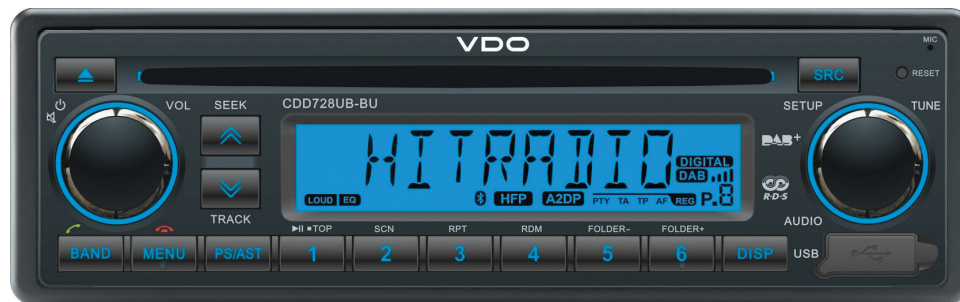 VDO
MIC
SRC
RESET
VOL
SEEK
CDD728UB-BU
SETUP
TUNE
HITRADIO
DIGITAL
DAB
DAB+
LOUD EQ
HFP A2DP PTY TA TP AF REG P.8
R·D·S
TRACK
AUDIO
TOP SCN RPT RDM FOLDER- FOLDER+
BAND MENU PS/AST 1 2 3 4 5 6 DISP USB